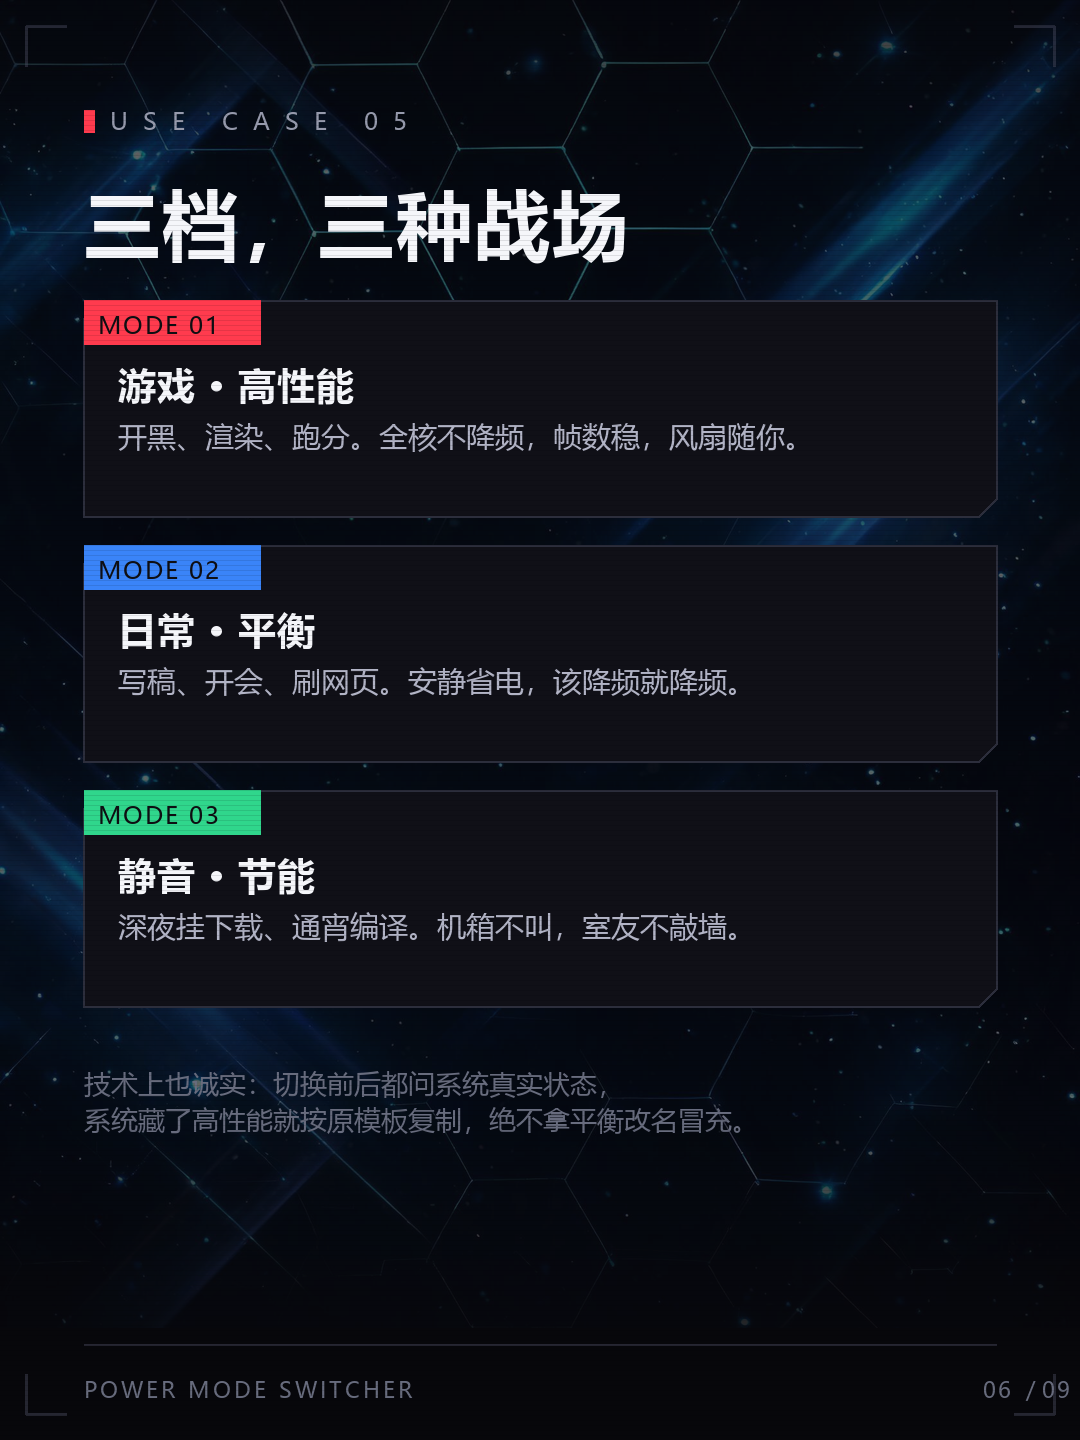 USE CASE 05
三档，三种战场
MODE 01
游戏·高性能
开黑、渲染、跑分。全核不降频，帧数稳，风扇随你。
MODE 02
日常·平衡
写稿、开会、刷网页。安静省电，该降频就降频。
MODE 03
静音·节能
深夜挂下载、通宵编译。机箱不叫，室友不敲墙。
技术上也诚实：切换前后都问系统真实状态，
系统藏了高性能就按原模板复制，绝不拿平衡改名冒充。
POWER MODE SWITCHER
06 /09